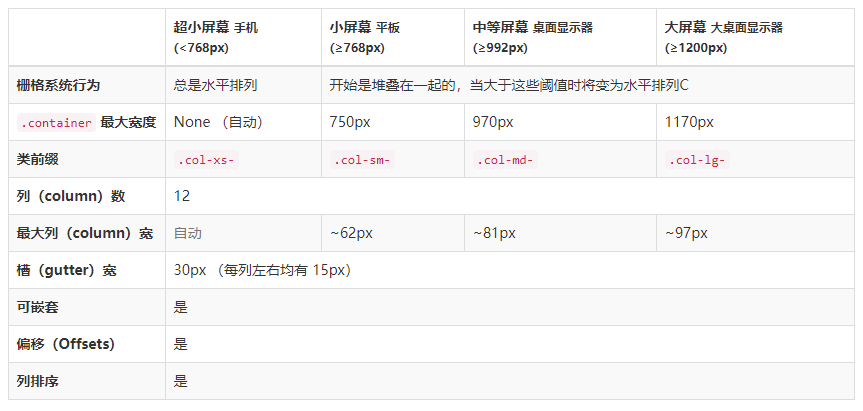 超小屏幕 手机 (<768px)
小屏幕 平板 (≥768px)
中等屏幕 桌面显示器 (≥992px)
大屏幕 大桌面显示器 (≥1200px)
栅格系统行为 总是水平排列 开始是堆叠在一起的，当大于这些阈值时将变为水平排列C
.container 最大宽度 None （自动） 750px 970px 1170px
类前缀 .col-xs- .col-sm- .col-md- .col-lg-
列（column）数 12
最大列（column）宽 自动 ~62px ~81px ~97px
槽（gutter）宽 30px （每列左右均有 15px）
可嵌套 是
偏移（Offsets） 是
列排序 是